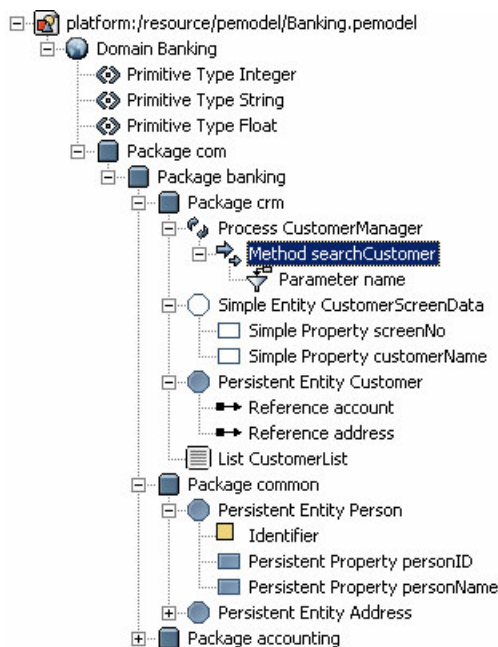 platform:/resource/pemodel/Banking.pemodel
Domain Banking
Primitive Type Integer
Primitive Type String
Primitive Type Float
Package com
Package banking
Package crm
Process CustomerManager
Method searchCustomer
Parameter name
Simple Entity CustomerScreenData
Simple Property screenNo
Simple Property customerName
Persistent Entity Customer
Reference account
Reference address
List CustomerList
Package common
Persistent Entity Person
Identifier
Persistent Property personID
Persistent Property personName
Persistent Entity Address
Package accounting